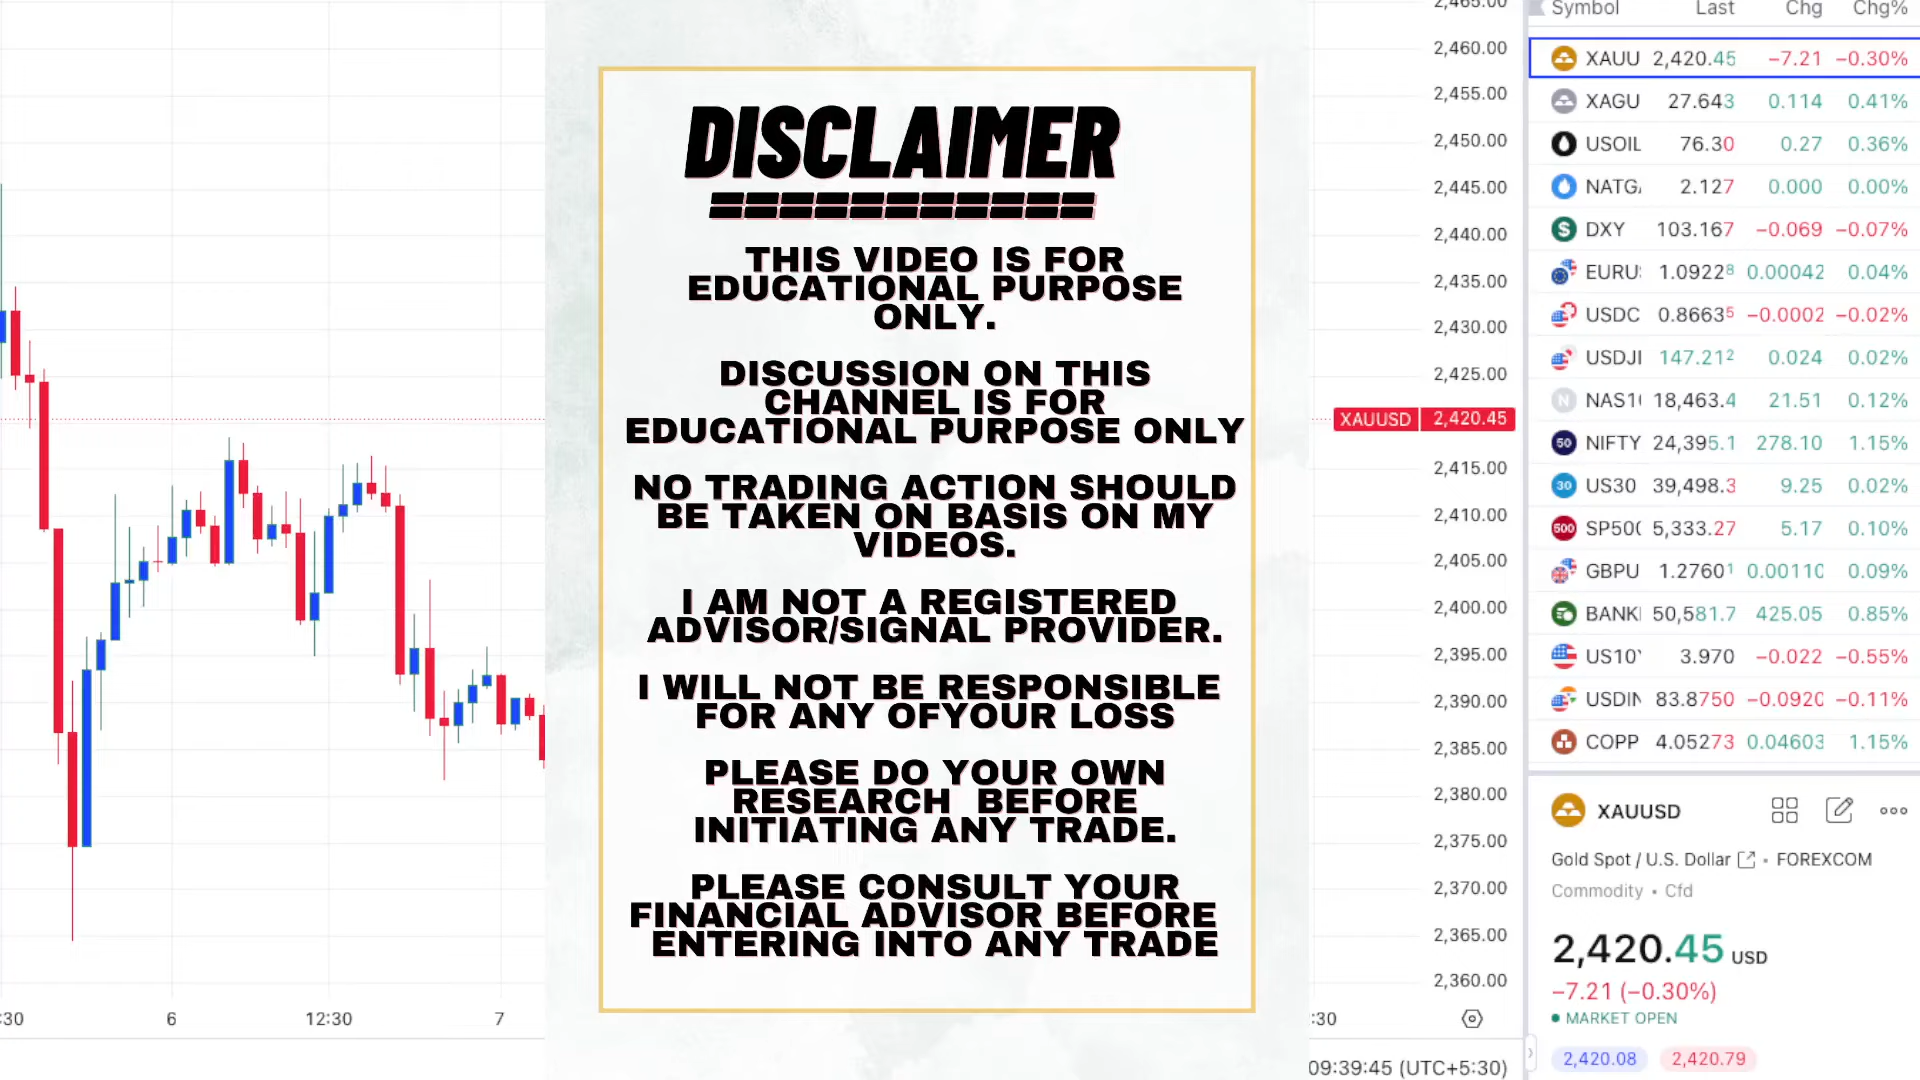 DISCLAIMER
===========
THIS VIDEO IS FOR
EDUCATIONAL PURPOSE
ONLY.
DISCUSSION ON THIS
CHANNEL IS FOR
EDUCATIONAL PURPOSE ONLY
NO TRADING ACTION SHOULD
BE TAKEN ON BASIS ON MY
VIDEOS.
I AM NOT A REGISTERED
ADVISOR/SIGNAL PROVIDER.
I WILL NOT BE RESPONSIBLE
FOR ANY OFYOUR LOSS
PLEASE DO YOUR OWN
RESEARCH BEFORE
INITIATING ANY TRADE.
PLEASE CONSULT YOUR
FINANCIAL ADVISOR BEFORE
ENTERING INTO ANY TRADE
:30 6 12:30 7
2,465.00
2,460.00
2,455.00
2,450.00
2,445.00
2,440.00
2,435.00
2,430.00
2,425.00
XAUUSD 2,420.45
2,415.00
2,410.00
2,405.00
2,400.00
2,395.00
2,390.00
2,385.00
2,380.00
2,375.00
2,370.00
2,365.00
2,360.00
:30
09:39:45 (UTC+5:30)
Symbol Last Chg Chg%
XAUU 2,420.45 −7.21 −0.30%
XAGU 27.643 0.114 0.41%
USOIL 76.30 0.27 0.36%
NATG 2.127 0.000 0.00%
DXY 103.167 −0.069 −0.07%
EURU 1.09228 0.00042 0.04%
USDC 0.86635 −0.0002 −0.02%
USDJ 147.212 0.024 0.02%
NAS1 18,463.4 21.51 0.12%
50 NIFTY 24,395.1 278.10 1.15%
30 US30 39,498.3 9.25 0.02%
500 SP50 5,333.27 5.17 0.10%
GBPU 1.27601 0.00110 0.09%
BANK 50,581.7 425.05 0.85%
US10 3.970 −0.022 −0.55%
USDIN 83.8750 −0.0920 −0.11%
COPP 4.05273 0.04603 1.15%
XAUUSD
Gold Spot / U.S. Dollar • FOREXCOM
Commodity • Cfd
2,420.45 USD
−7.21 (−0.30%)
MARKET OPEN
2,420.08 2,420.79